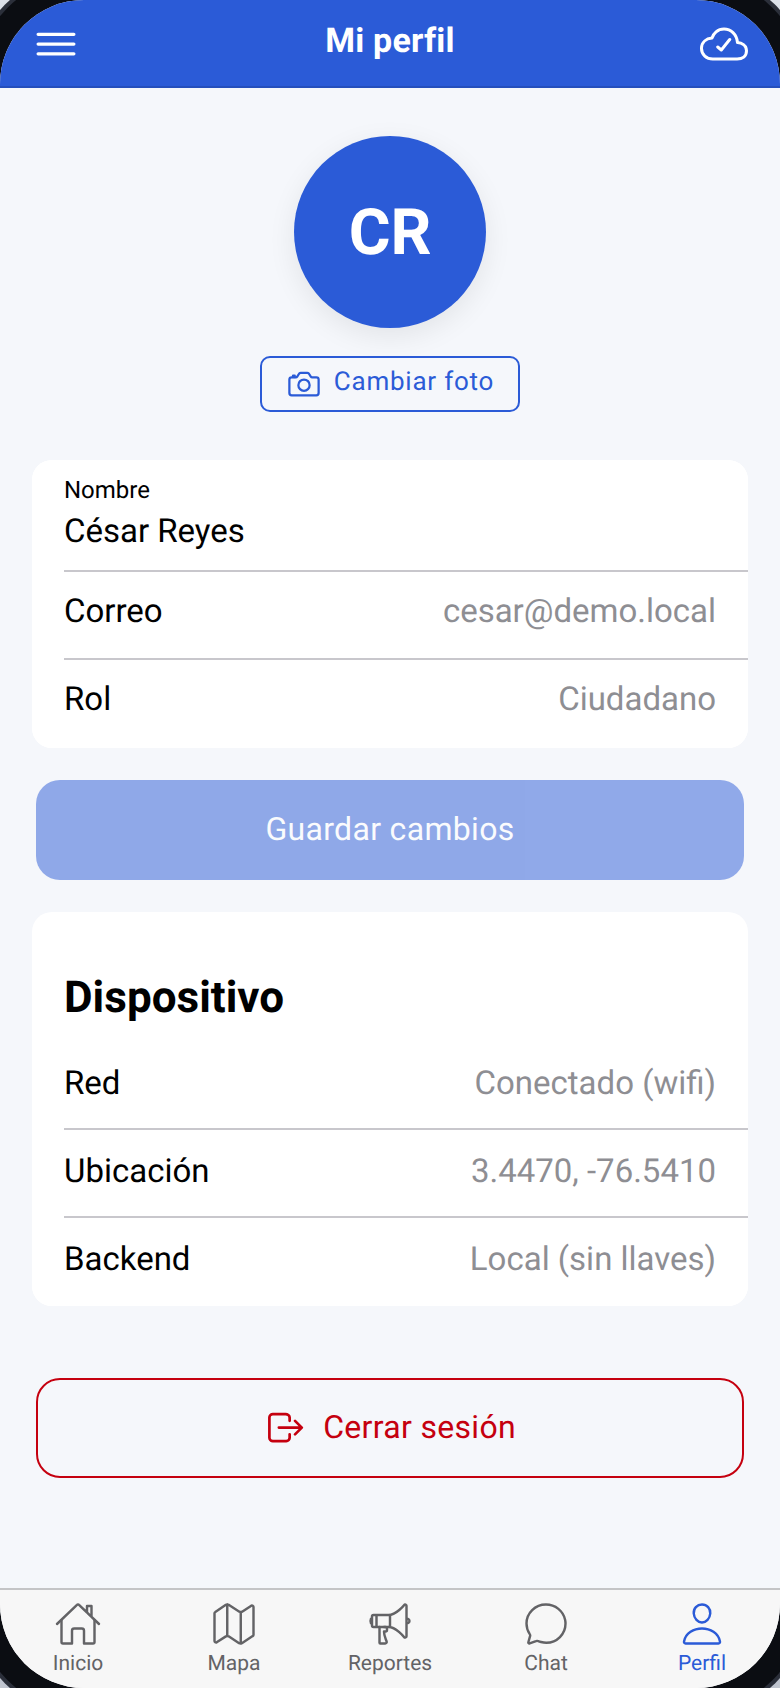 Mi perfil
CR
Cambiar foto
Nombre
César Reyes
Correo cesar@demo.local
Rol Ciudadano
Guardar cambios
Dispositivo
Red Conectado (wifi)
Ubicación 3.4470, -76.5410
Backend Local (sin llaves)
Cerrar sesión
Inicio Mapa Reportes Chat Perfil